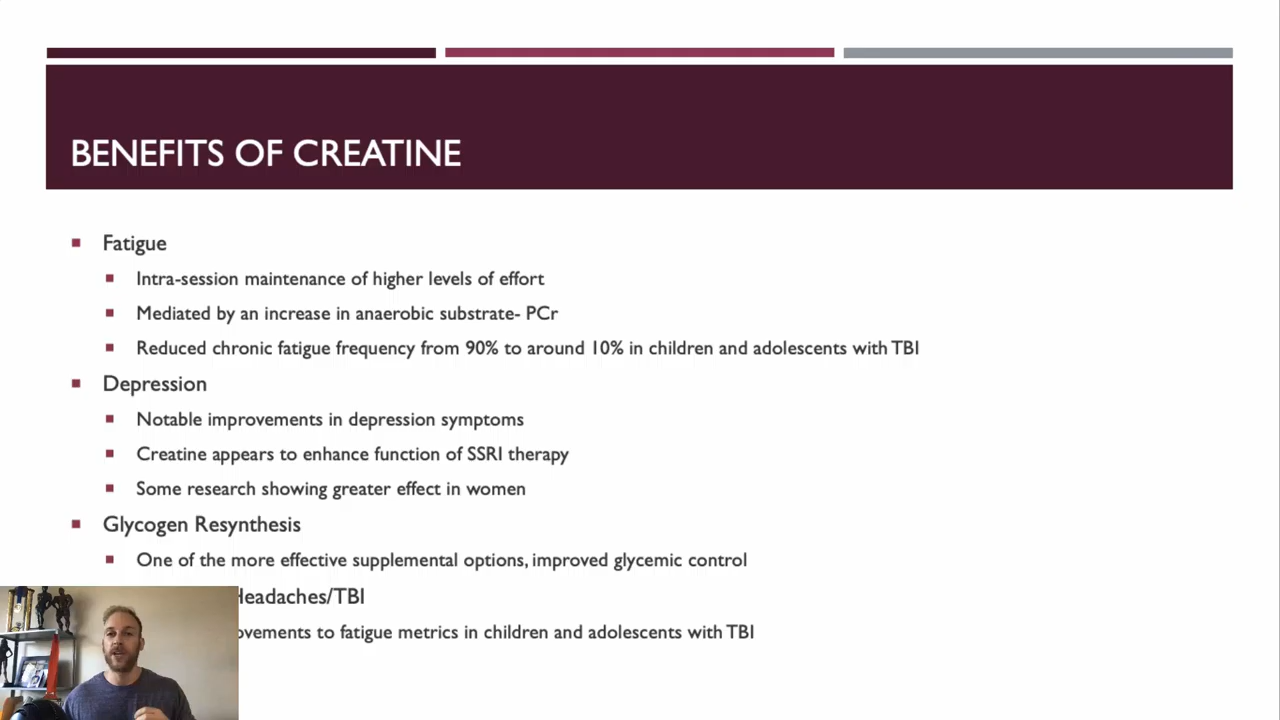 BENEFITS OF CREATINE
Fatigue
Intra-session maintenance of higher levels of effort
Mediated by an increase in anaerobic substrate- PCr
Reduced chronic fatigue frequency from 90% to around 10% in children and adolescents with TBI
Depression
Notable improvements in depression symptoms
Creatine appears to enhance function of SSRI therapy
Some research showing greater effect in women
Glycogen Resynthesis
One of the more effective supplemental options, improved glycemic control
Headaches/TBI
to fatigue metrics in children and adolescents with TBI